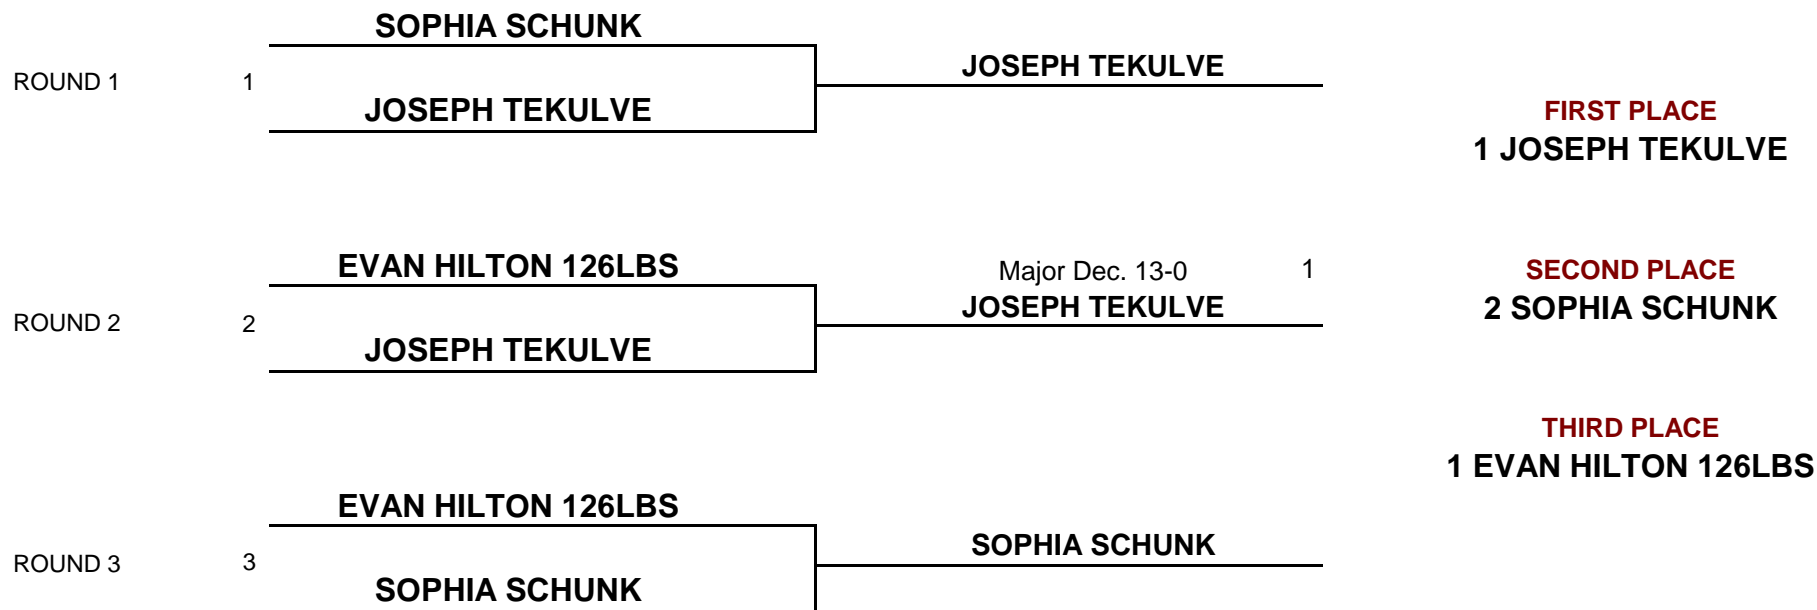 SOPHIA SCHUNK
ROUND 1 1 JOSEPH TEKULVE
JOSEPH TEKULVE
FIRST PLACE
1 JOSEPH TEKULVE
EVAN HILTON 126LBS
Major Dec. 13-0 1
SECOND PLACE
ROUND 2 2 JOSEPH TEKULVE
2 SOPHIA SCHUNK
JOSEPH TEKULVE
THIRD PLACE
1 EVAN HILTON 126LBS
EVAN HILTON 126LBS
ROUND 3 3 SOPHIA SCHUNK
SOPHIA SCHUNK